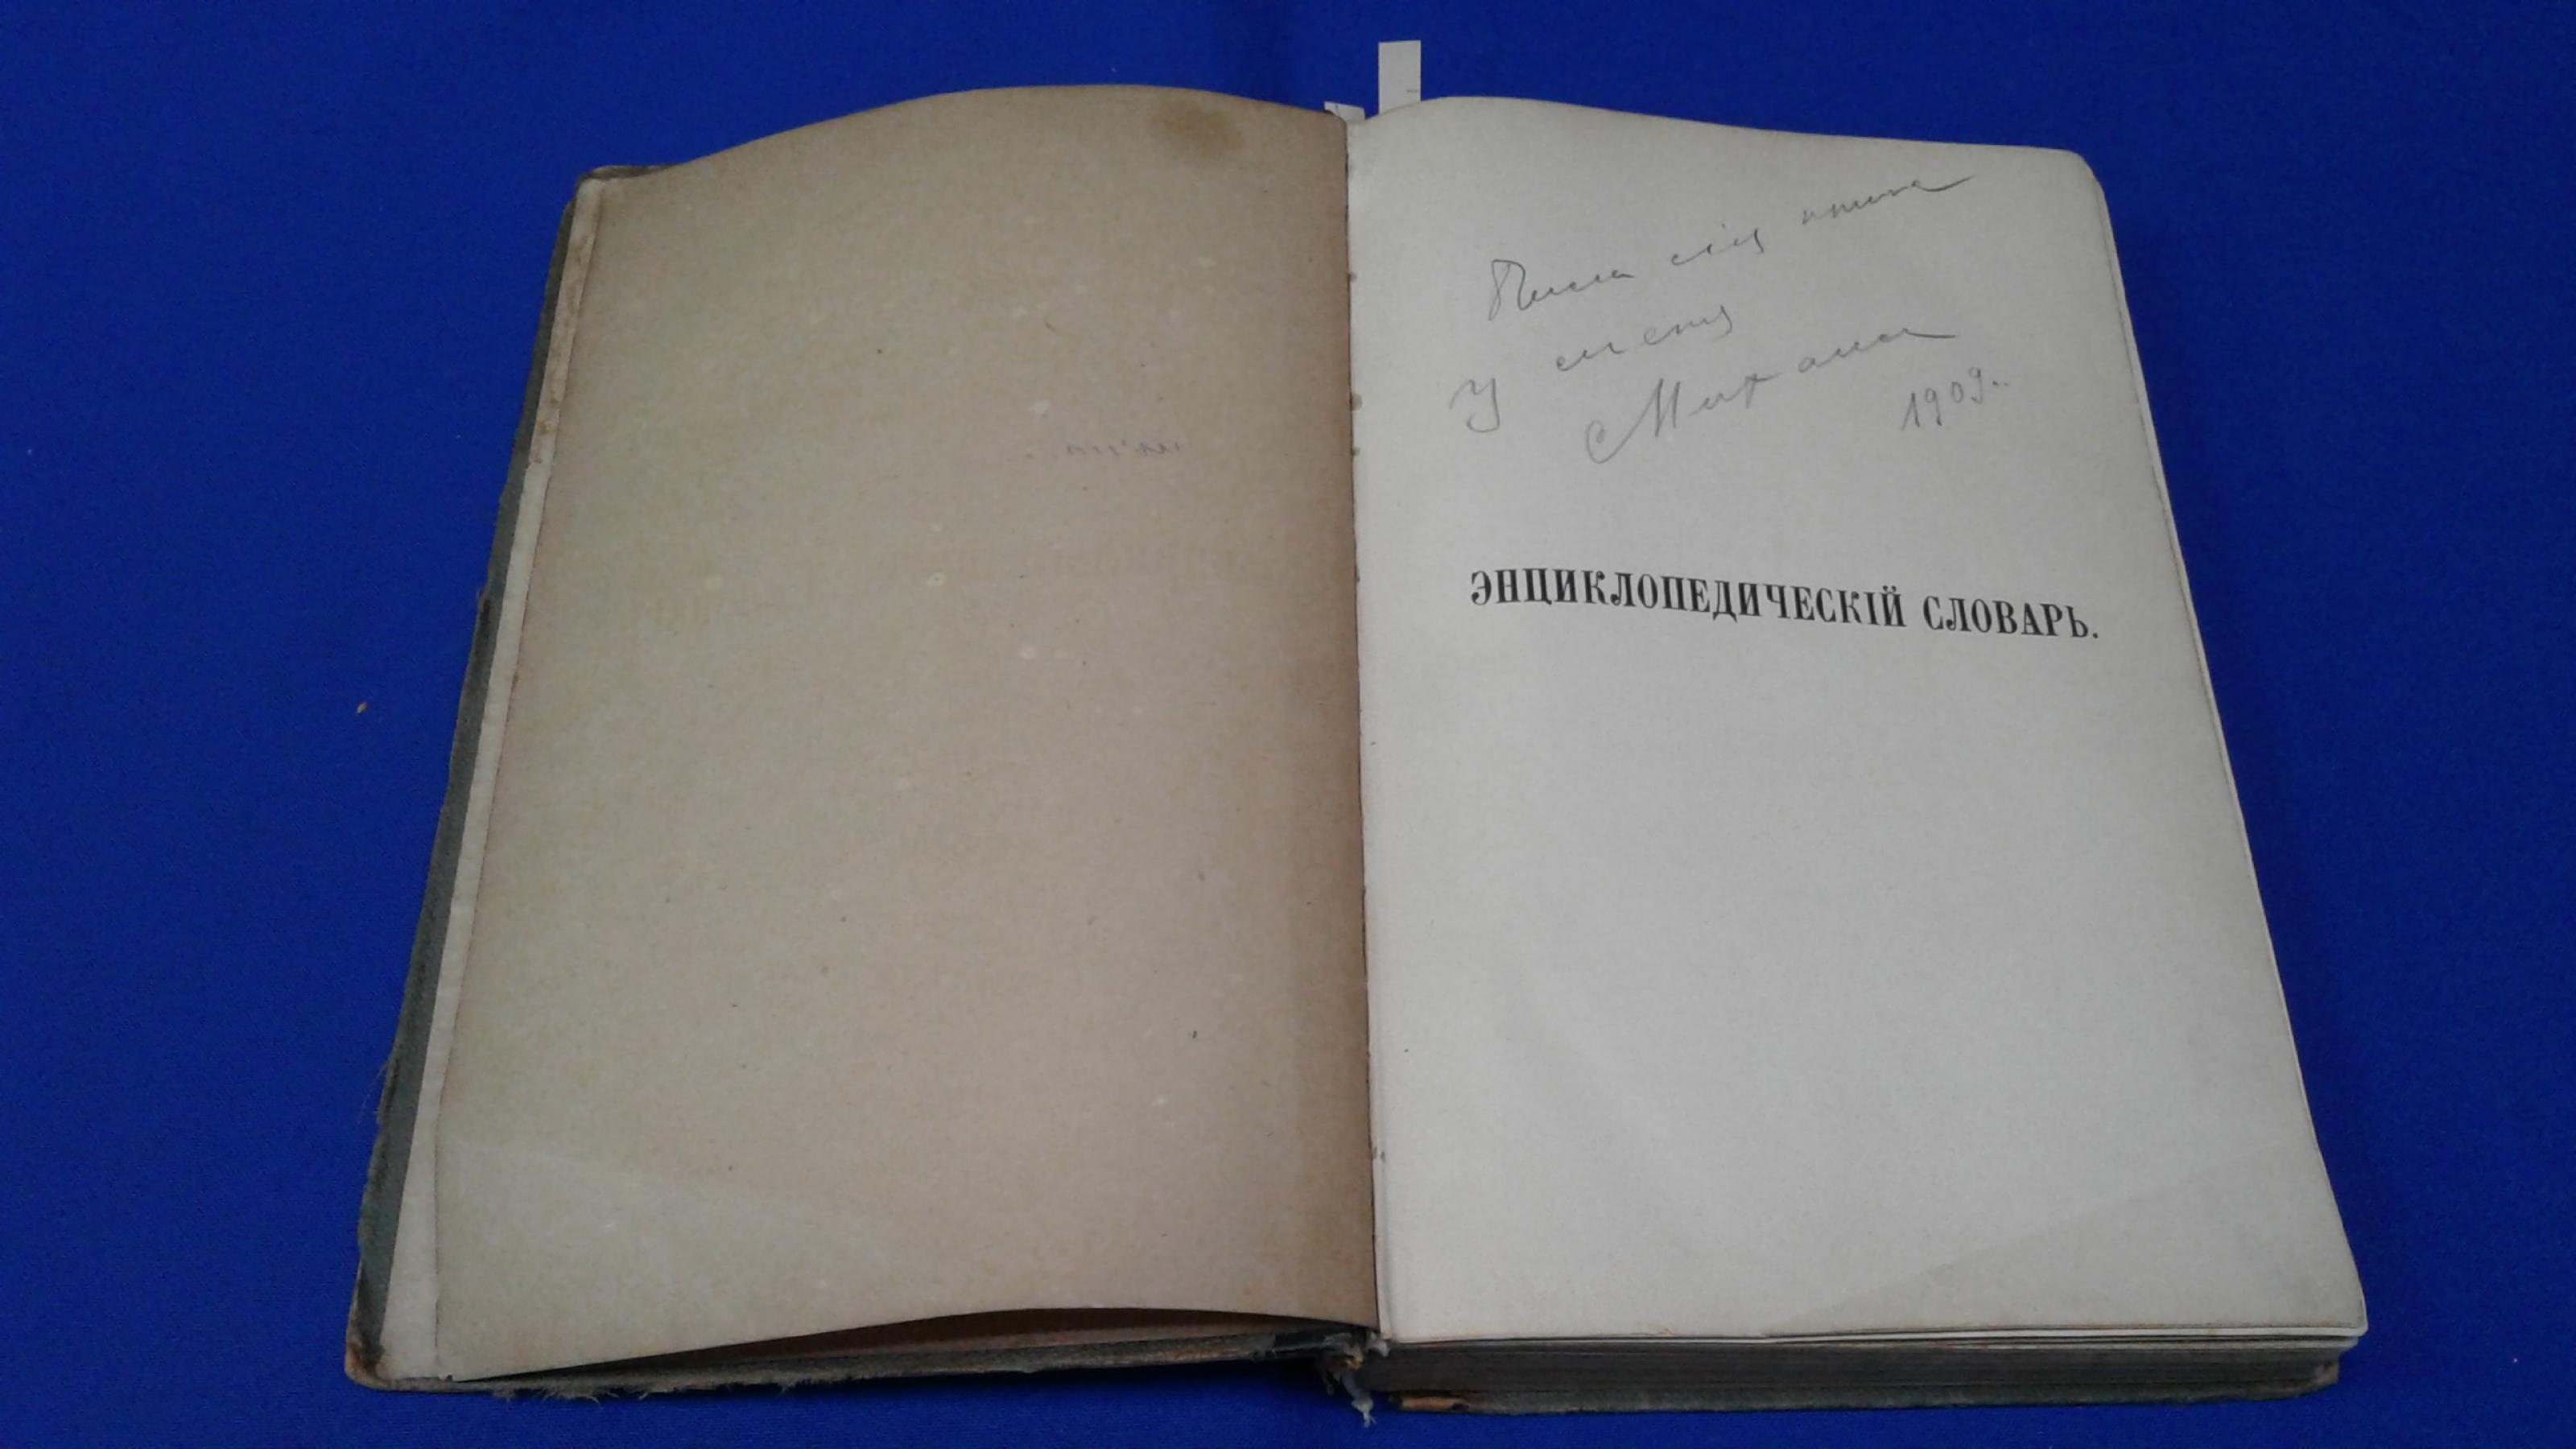 Была сія книга
у меня
Михаила
1909..
ЭНЦИКЛОПЕДИЧЕСКІЙ СЛОВАРЬ.